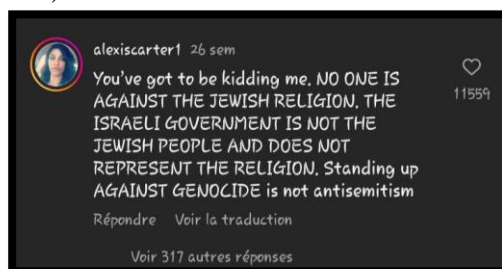 alexiscarter1 26 sem
You've got to be kidding me. NO ONE IS
AGAINST THE JEWISH RELIGION. THE
ISRAELI GOVERNMENT IS NOT THE
JEWISH PEOPLE AND DOES NOT
REPRESENT THE RELIGION. Standing up
AGAINST GENOCIDE is not antisemitism
11559
Répondre Voir la traduction
Voir 317 autres réponses